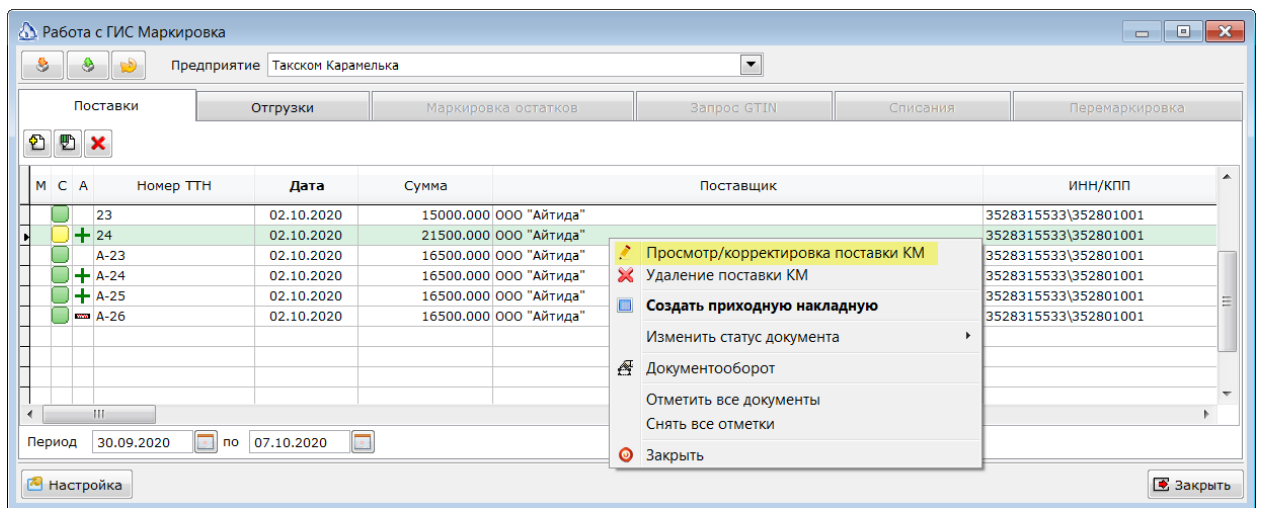 Работа с ГИС Маркировка
Предприятие Такском Карамелька
Поставки Отгрузки Маркировка остатков Запрос GTIN Списания Перемаркировка
М С А Номер ТТН Дата Сумма Поставщик ИНН/КПП
23 02.10.2020 15000.000 ООО "Айтида" 3528315533\352801001
24 02.10.2020 21500.000 ООО "Айтида" 3528315533\352801001
А-23 02.10.2020 16500.000 ООО "Айтида" 3528315533\352801001
А-24 02.10.2020 16500.000 ООО "Айтида" 3528315533\352801001
А-25 02.10.2020 16500.000 ООО "Айтида" 3528315533\352801001
А-26 02.10.2020 16500.000 ООО "Айтида" 3528315533\352801001
Просмотр/корректировка поставки КМ
Удаление поставки КМ
Создать приходную накладную
Изменить статус документа
Документооборот
Отметить все документы
Снять все отметки
Закрыть
Период 30.09.2020 по 07.10.2020
Настройка Закрыть